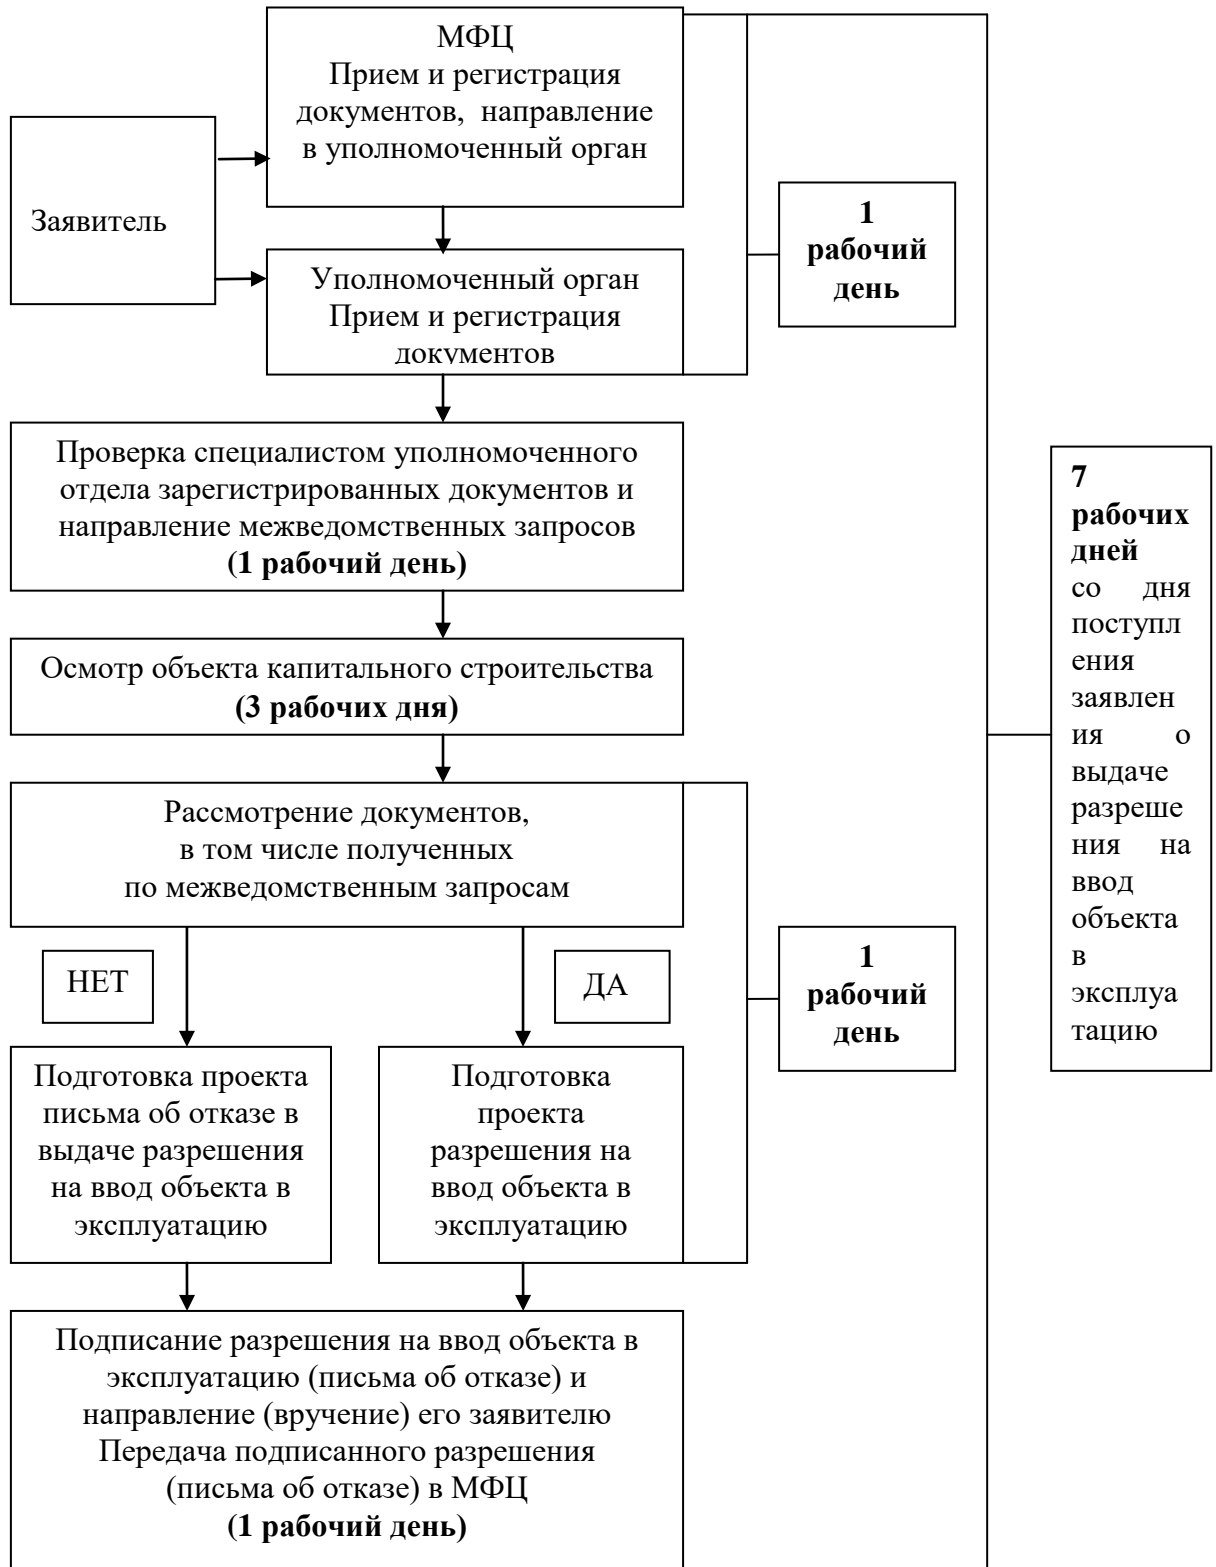 МФЦ
Прием и регистрация
документов, направление
в уполномоченный орган
Заявитель
1
рабочий
день
Уполномоченный орган
Прием и регистрация
документов
Проверка специалистом уполномоченного
отдела зарегистрированных документов и
направление межведомственных запросов
(1 рабочий день)
Осмотр объекта капитального строительства
(3 рабочих дня)
7
рабочих
дней
со дня
поступл
ения
заявлен
ия о
выдаче
разреше
ния на
ввод
объекта
в
эксплуа
тацию
Рассмотрение документов,
в том числе полученных
по межведомственным запросам
НЕТ
ДА
1
рабочий
день
Подготовка проекта
письма об отказе в
выдаче разрешения
на ввод объекта в
эксплуатацию
Подготовка
проекта
разрешения на
ввод объекта в
эксплуатацию
Подписание разрешения на ввод объекта в
эксплуатацию (письма об отказе) и
направление (вручение) его заявителю
Передача подписанного разрешения
(письма об отказе) в МФЦ
(1 рабочий день)